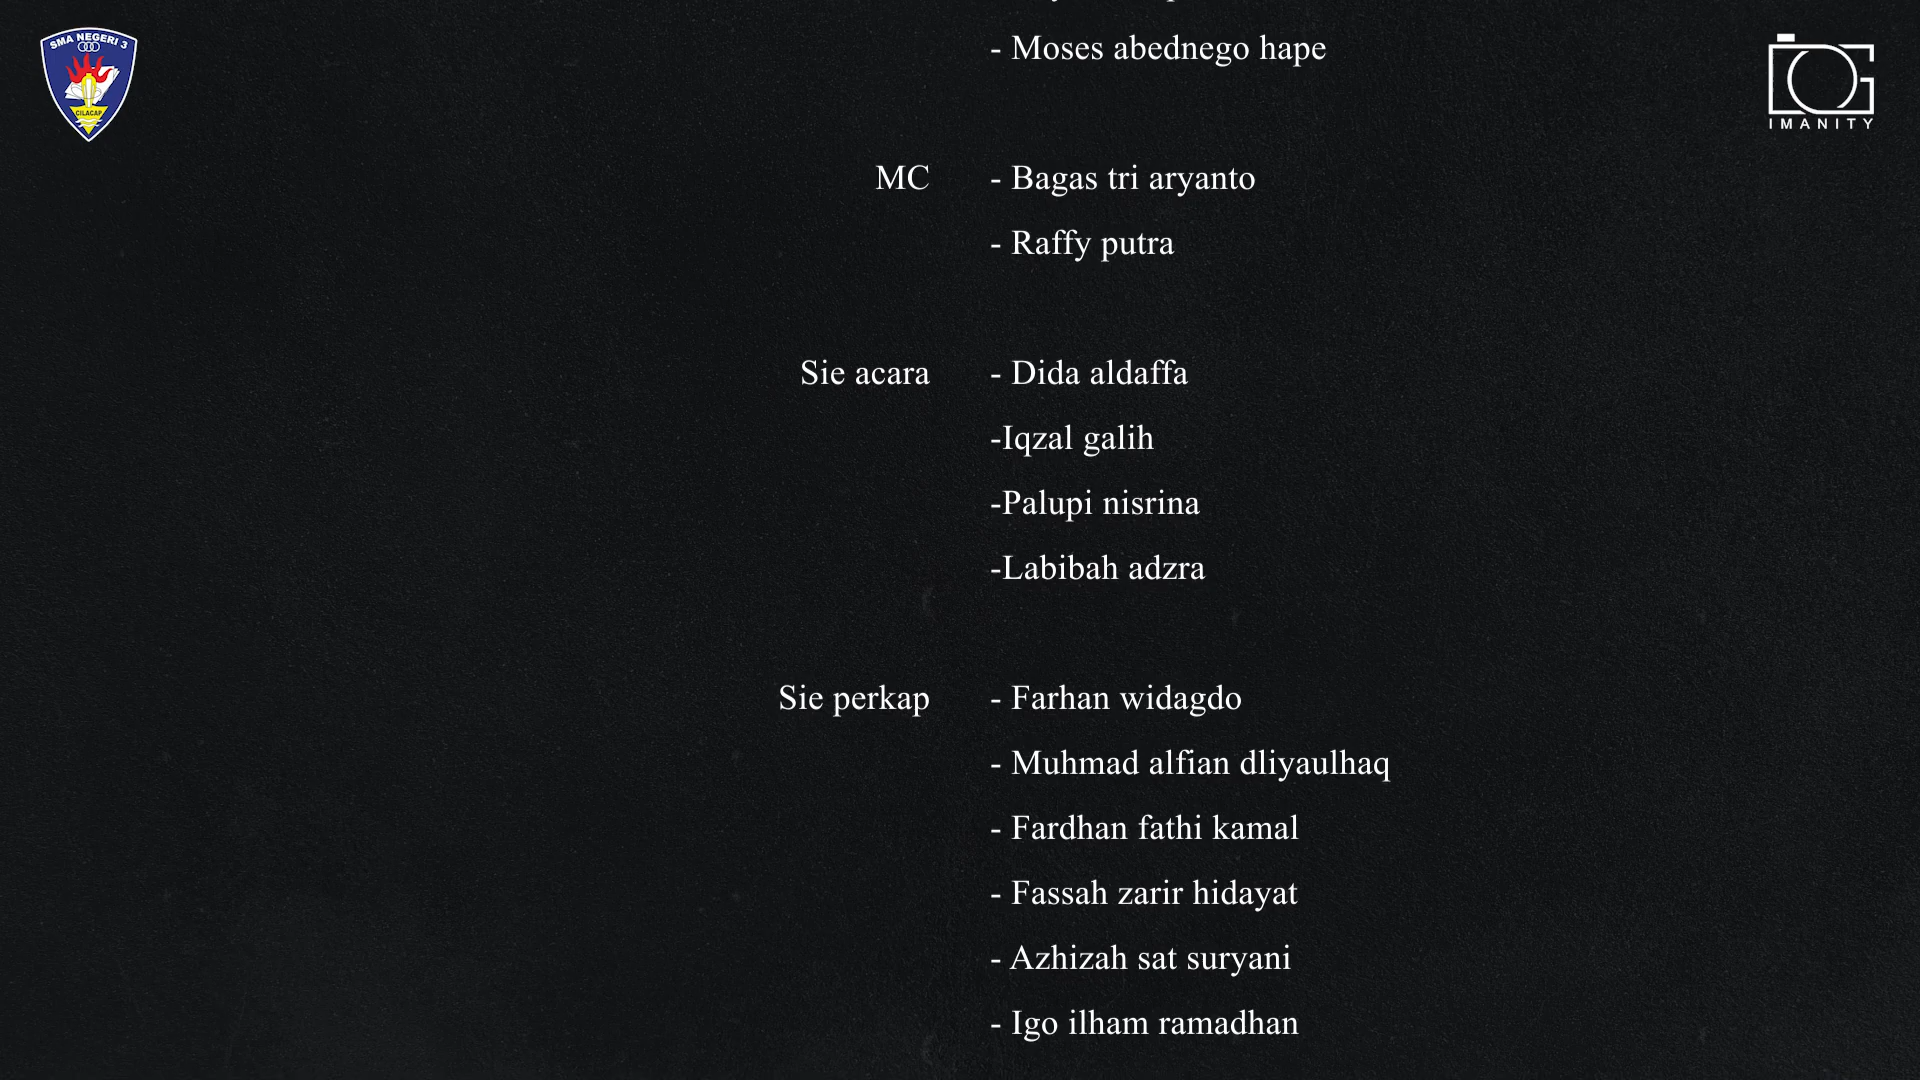 SMA NEGERI 3
CILACAP
IMANITY
- Moses abednego hape
MC - Bagas tri aryanto
- Raffy putra
Sie acara - Dida aldaffa
-Iqzal galih
-Palupi nisrina
-Labibah adzra
Sie perkap - Farhan widagdo
- Muhmad alfian dliyaulhaq
- Fardhan fathi kamal
- Fassah zarir hidayat
- Azhizah sat suryani
- Igo ilham ramadhan